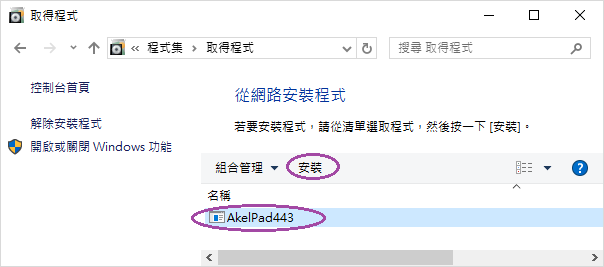 取得程式
« 程式集 › 取得程式
搜尋 取得程式
控制台首頁
解除安裝程式
開啟或關閉 Windows 功能
從網路安裝程式
若要安裝程式，請從清單選取程式，然後按一下 [安裝]。
組合管理 安裝
名稱
AkelPad443